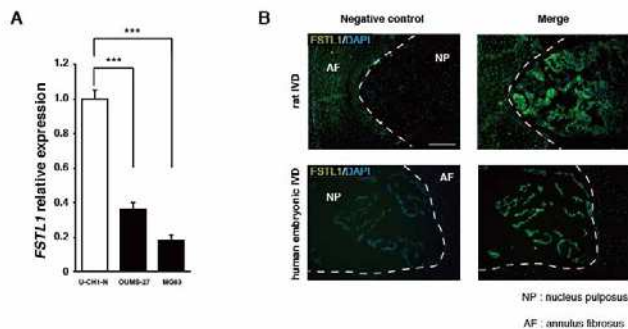 A
FSTL1 relative expression
1.2
1.0
0.8
0.6
0.4
0.2
0
***
***
U-CH1-N
OUMS-27
MG63
B
Negative control
Merge
rat IVD
FSTL1/DAPI
AF
NP
human embryonic IVD
FSTL1/DAPI
NP
AF
NP : nucleus pulposus
AF : annulus fibrosus